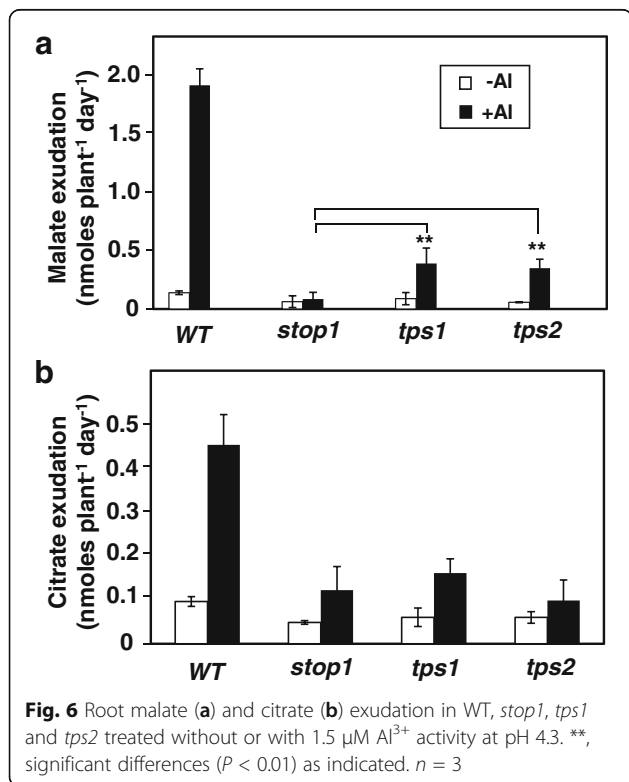 a
2.0
1.5
1.0
0.5
0
Malate exudation
(nmoles plant⁻¹ day⁻¹)
-Al
+Al
**
**
WT stop1 tps1 tps2
b
0.5
0.4
0.3
0.2
0.1
0
Citrate exudation
(nmoles plant⁻¹ day⁻¹)
WT stop1 tps1 tps2
Fig. 6 Root malate (a) and citrate (b) exudation in WT, stop1, tps1
and tps2 treated without or with 1.5 μM Al³⁺ activity at pH 4.3. **,
significant differences (P < 0.01) as indicated. n = 3